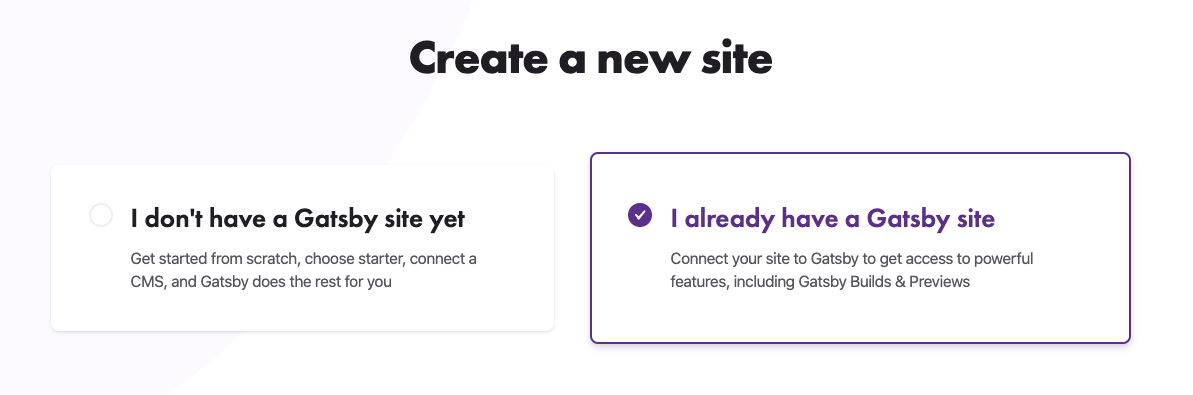 Create a new site
I don't have a Gatsby site yet
Get started from scratch, choose starter, connect a
CMS, and Gatsby does the rest for you
I already have a Gatsby site
Connect your site to Gatsby to get access to powerful
features, including Gatsby Builds & Previews